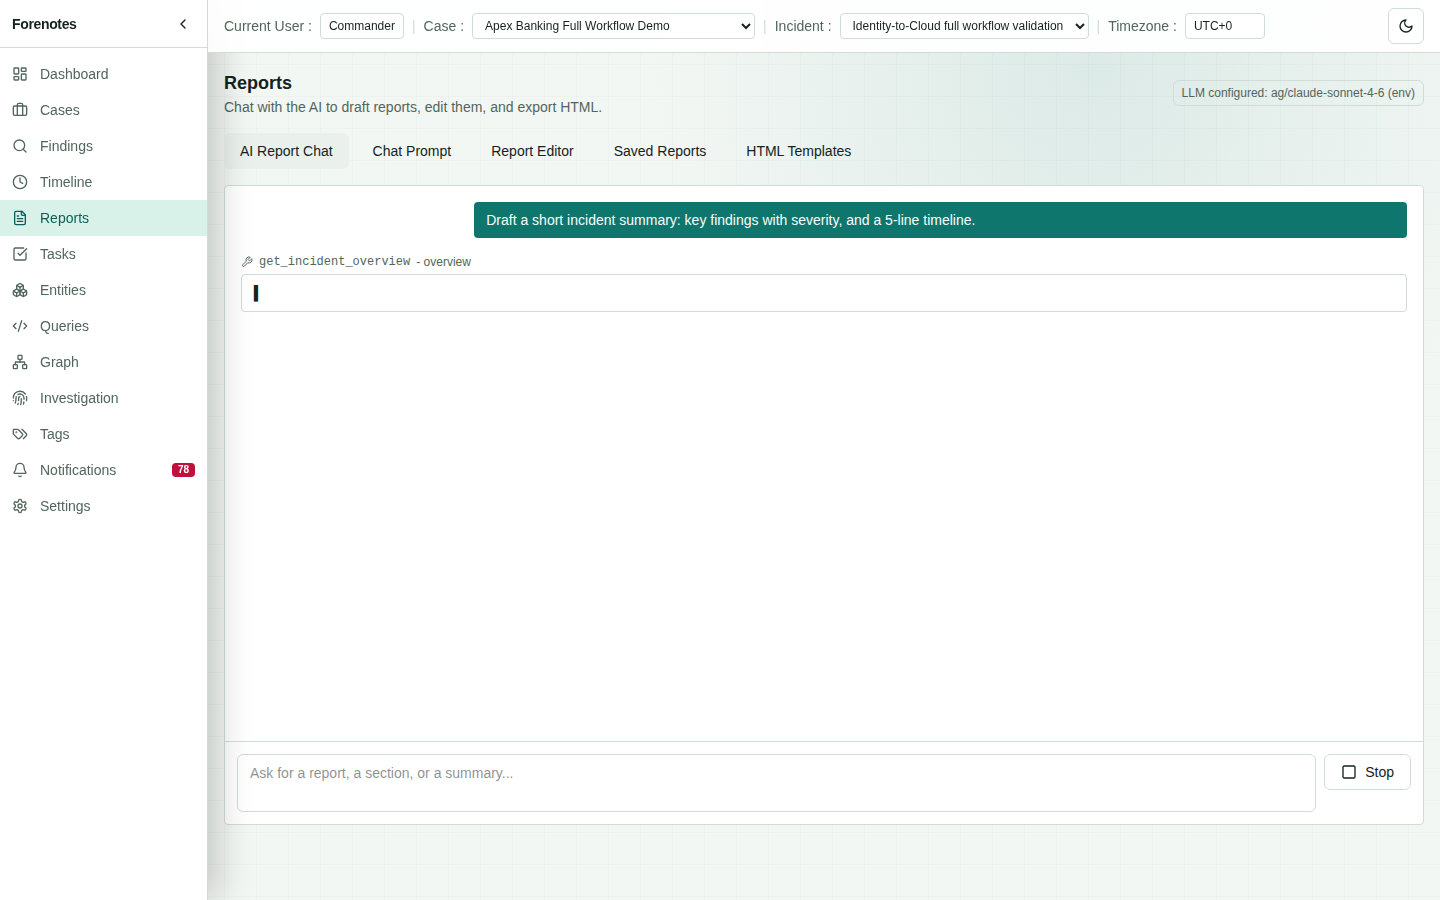 Forenotes
Current User :
Commander
|
Case :
Apex Banking Full Workflow Demo
|
Incident :
Identity-to-Cloud full workflow validation
|
Timezone :
UTC+0
Dashboard
Cases
Findings
Timeline
Reports
Tasks
Entities
Queries
Graph
Investigation
Tags
Notifications
78
Settings
Reports
Chat with the AI to draft reports, edit them, and export HTML.
LLM configured: ag/claude-sonnet-4-6 (env)
AI Report Chat
Chat Prompt
Report Editor
Saved Reports
HTML Templates
Draft a short incident summary: key findings with severity, and a 5-line timeline.
get_incident_overview - overview
Ask for a report, a section, or a summary...
Stop